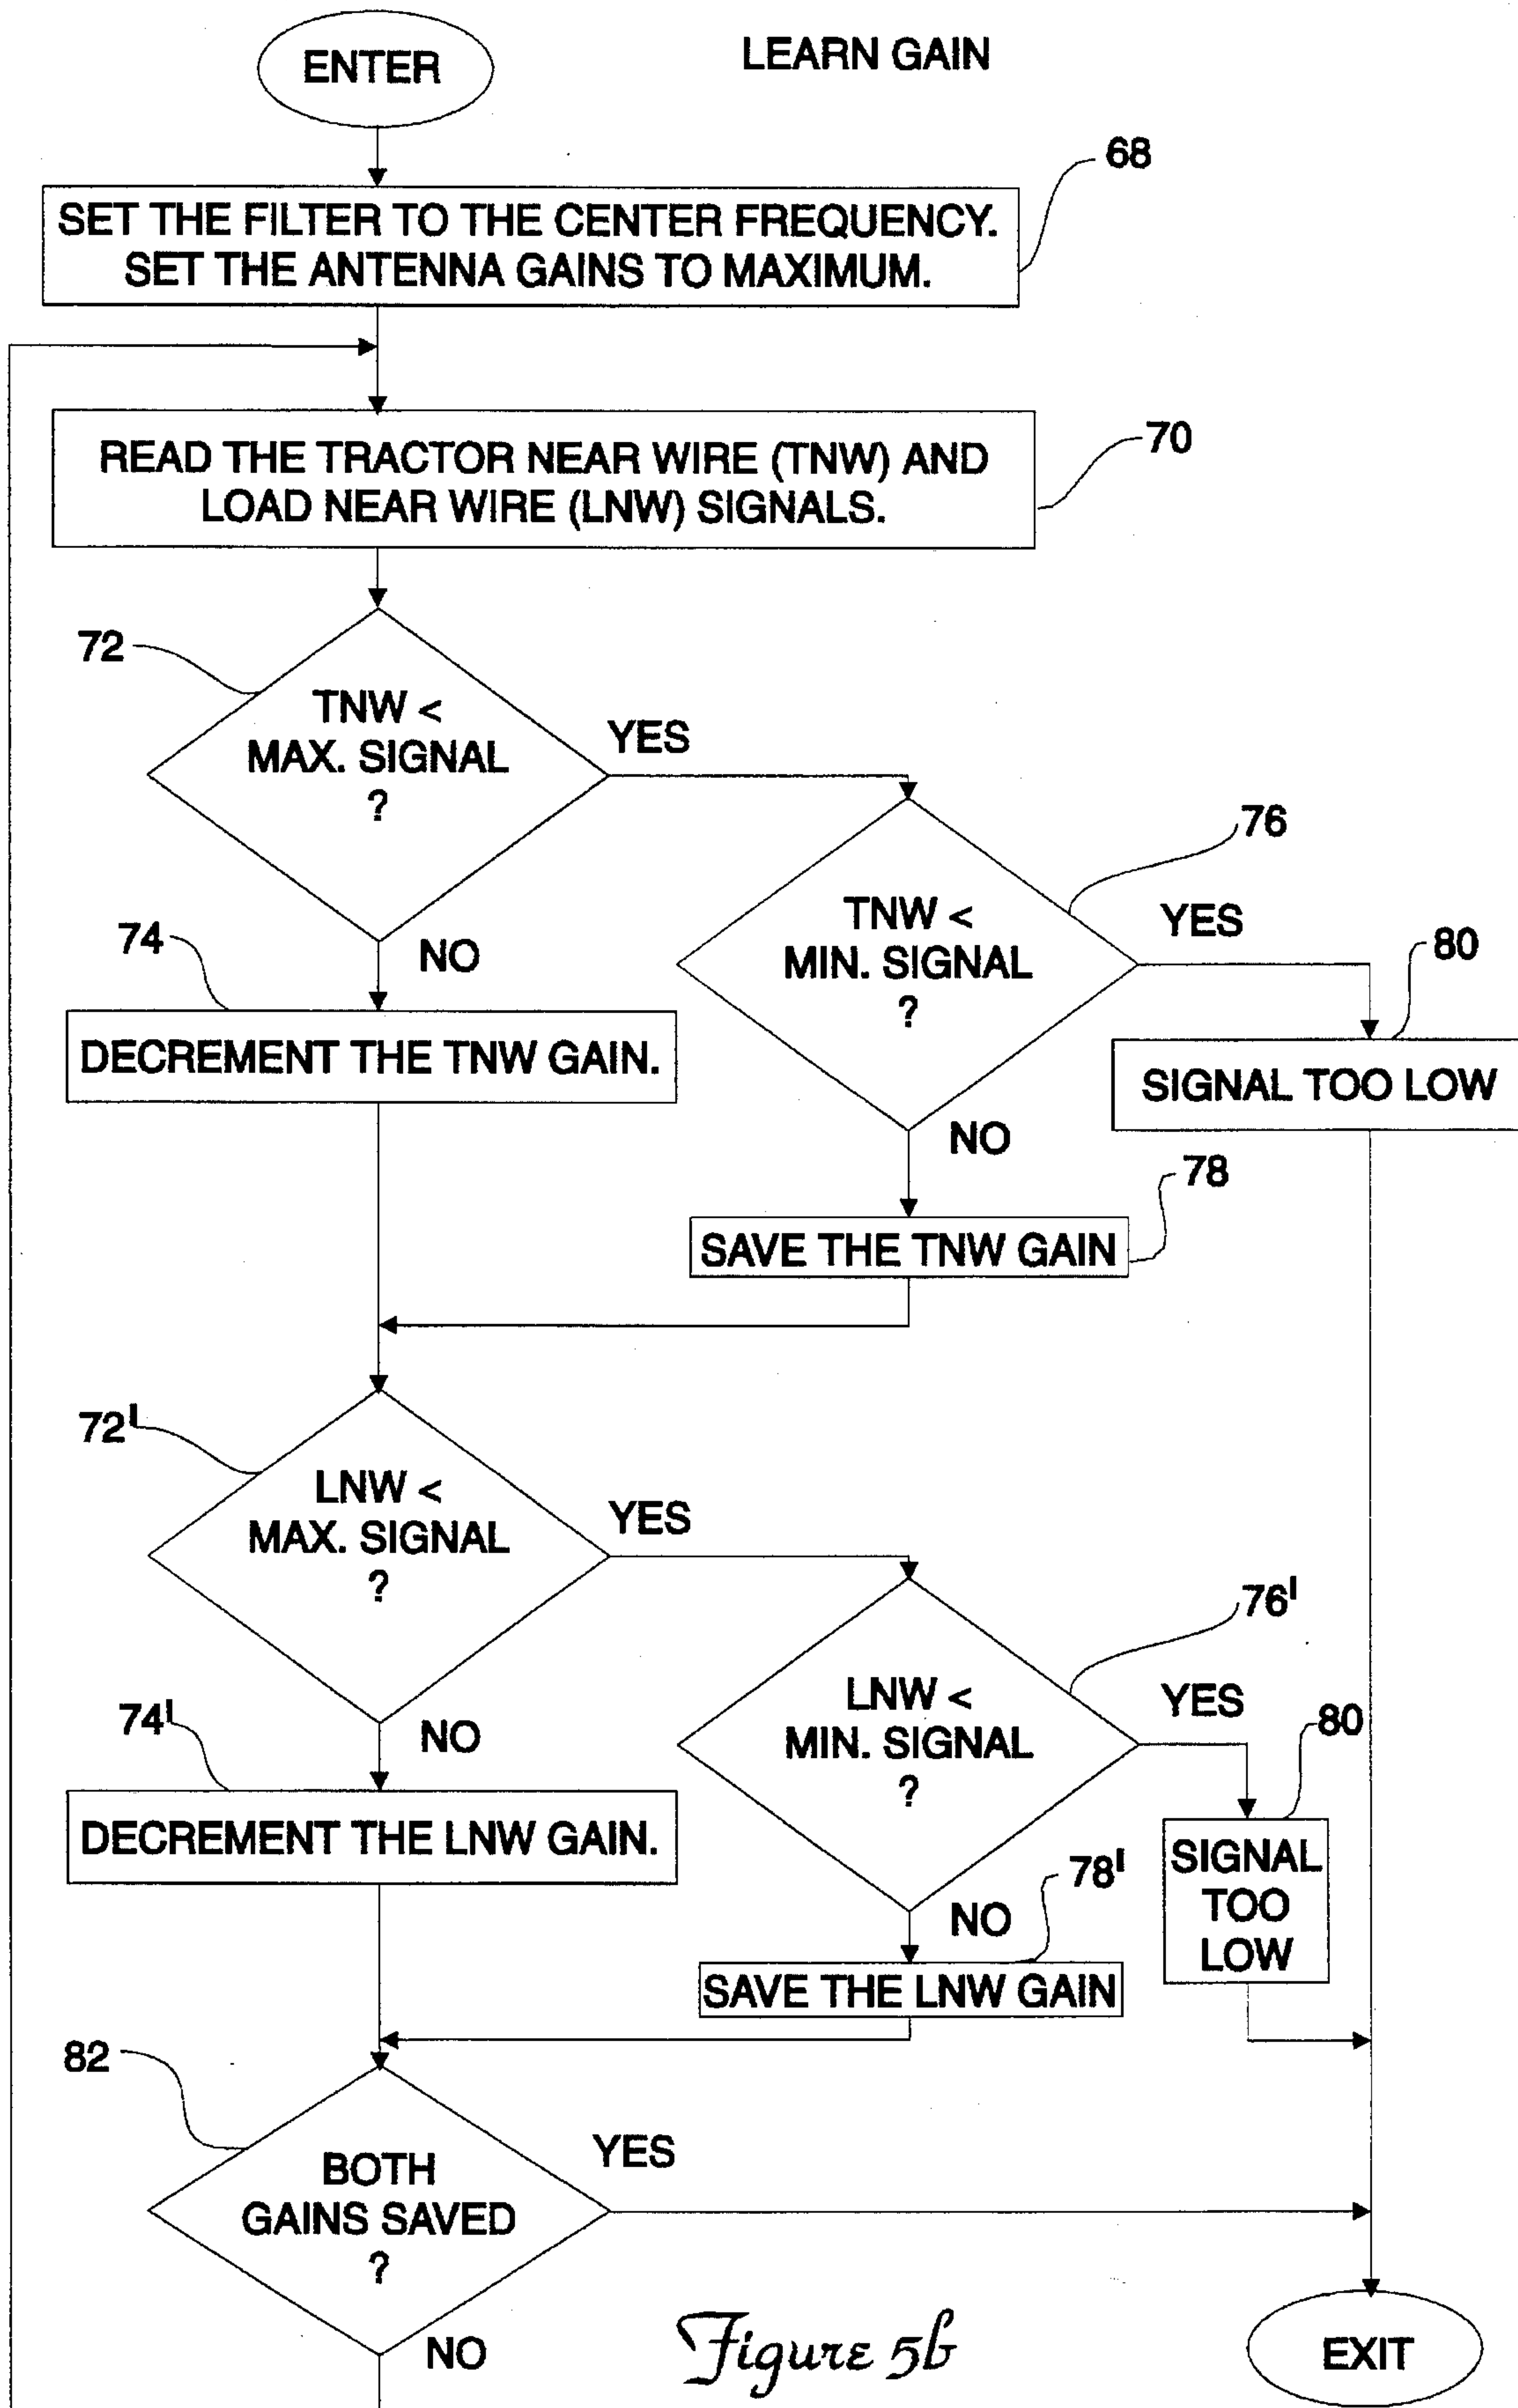 ENTER
LEARN GAIN
68
SET THE FILTER TO THE CENTER FREQUENCY.
SET THE ANTENNA GAINS TO MAXIMUM.
70
READ THE TRACTOR NEAR WIRE (TNW) AND
LOAD NEAR WIRE (LNW) SIGNALS.
72
TNW <
MAX. SIGNAL
?
YES
NO
76
TNW <
MIN. SIGNAL
?
YES
NO
74
DECREMENT THE TNW GAIN.
80
SIGNAL TOO LOW
78
SAVE THE TNW GAIN
72'
LNW <
MAX. SIGNAL
?
YES
NO
76'
LNW <
MIN. SIGNAL
?
YES
NO
74'
DECREMENT THE LNW GAIN.
80
SIGNAL
TOO
LOW
78'
SAVE THE LNW GAIN
82
BOTH
GAINS SAVED
?
YES
NO
Figure 5b
EXIT